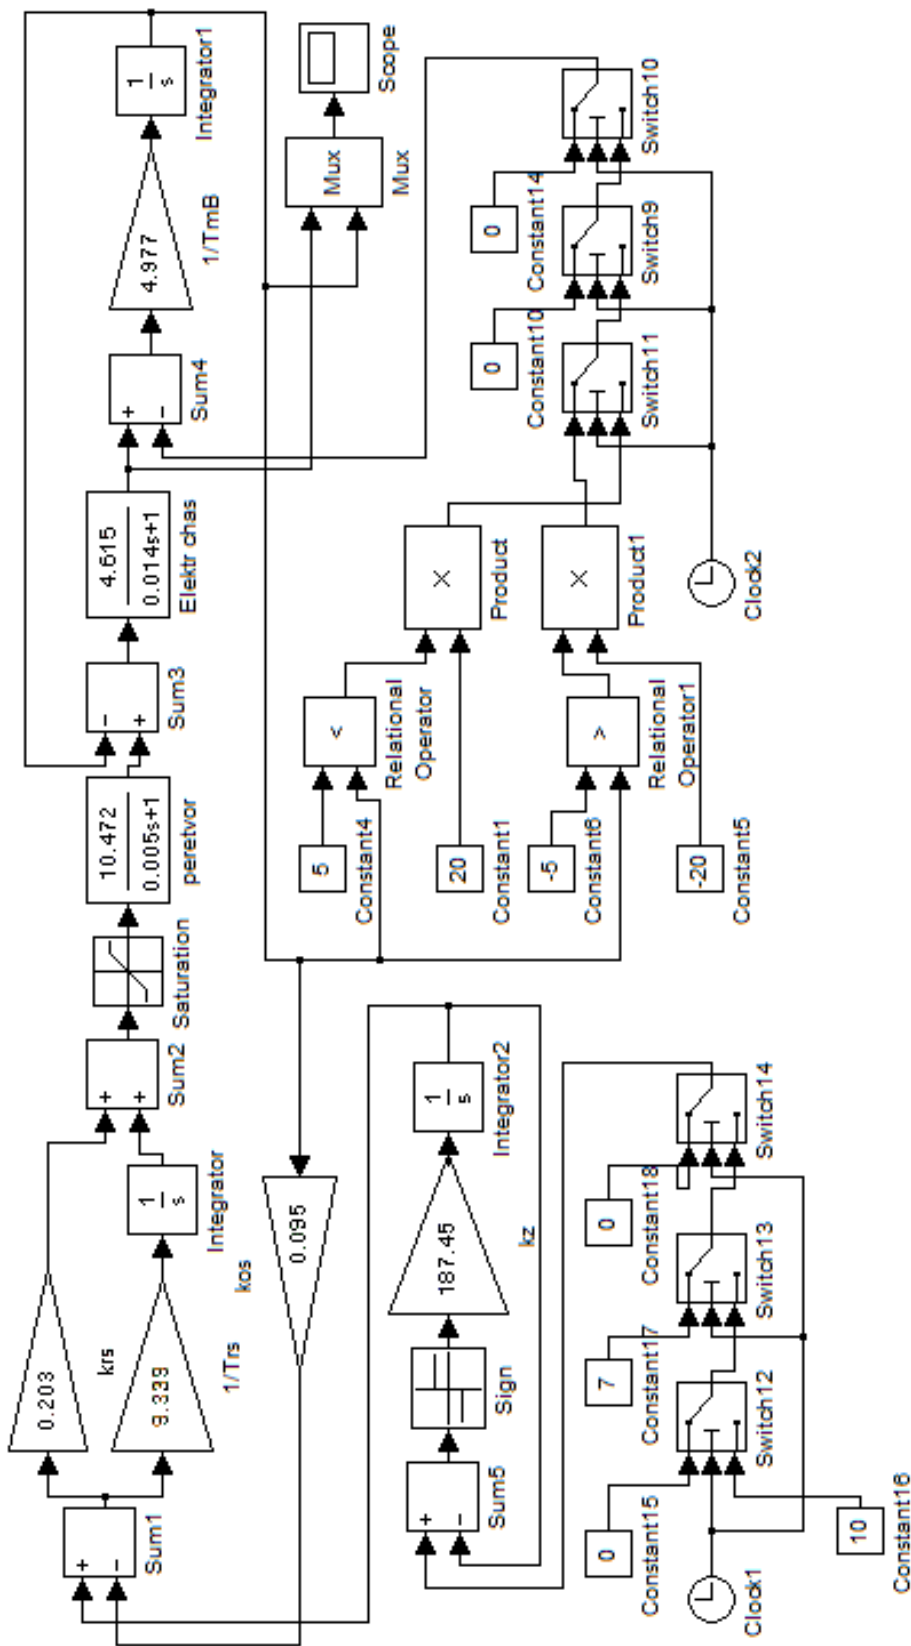 +
−
Sum1
0.203
krs
9.339
1/Trs
1
s
Integrator
+
+
Sum2
Saturation
10.472
0.005s+1
peretvor
−
+
Sum3
4.615
0.014s+1
Elektr chas
+
−
Sum4
4.977
1/TmB
1
s
Integrator1
0.095
kos
Mux
Mux
Scope
+
−
Sum5
Sign
187.45
kz
1
s
Integrator2
5
Constant4
<
Relational
Operator
20
Constant1
×
Product
-5
Constant6
>
Relational
Operator1
-20
Constant5
×
Product1
0
Constant10
0
Constant14
Switch11
Switch9
Switch10
Clock2
0
Constant15
7
Constant17
0
Constant18
Switch12
Switch13
Switch14
Clock1
10
Constant16